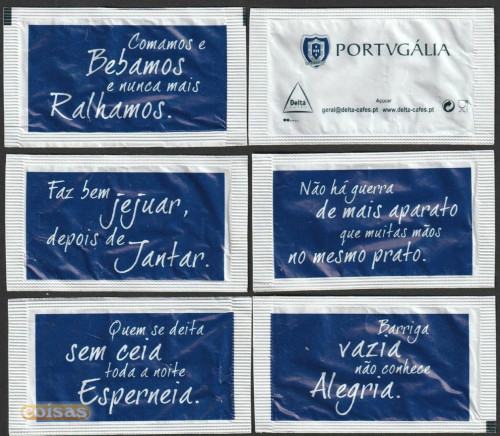 Comamos e
Bebamos
e nunca mais
Ralhamos.
PORTVGÁLIA
Delta
Açúcar
geral@delta-cafes.pt www.delta-cafes.pt
Faz bem
jejuar,
depois de
Jantar.
Não há guerra
de mais aparato
que muitas mãos
no mesmo prato.
Quem se deita
sem ceia
toda a noite
Esperneia.
Barriga
vazia
não conhece
Alegria.
coisas